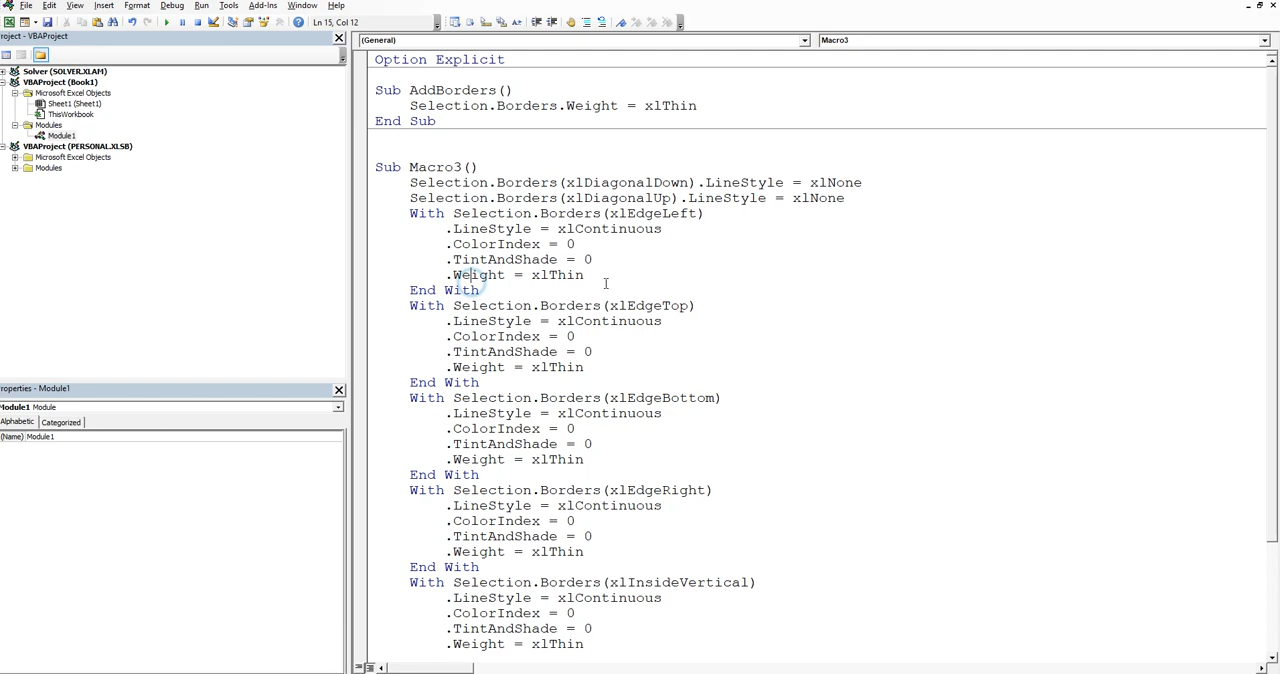 File Edit View Insert Format Debug Run Tools Add-Ins Window Help
Ln 15, Col 12
roject - VBAProject
Solver (SOLVER.XLAM)
VBAProject (Book1)
Microsoft Excel Objects
Sheet1 (Sheet1)
ThisWorkbook
Modules
Module1
VBAProject (PERSONAL.XLSB)
Microsoft Excel Objects
Modules
roperties - Module1
Module1 Module
Alphabetic Categorized
(Name) Module1
(General) Macro3
Option Explicit
Sub AddBorders()
Selection.Borders.Weight = xlThin
End Sub
Sub Macro3()
Selection.Borders(xlDiagonalDown).LineStyle = xlNone
Selection.Borders(xlDiagonalUp).LineStyle = xlNone
With Selection.Borders(xlEdgeLeft)
.LineStyle = xlContinuous
.ColorIndex = 0
.TintAndShade = 0
.Weight = xlThin
End With
With Selection.Borders(xlEdgeTop)
.LineStyle = xlContinuous
.ColorIndex = 0
.TintAndShade = 0
.Weight = xlThin
End With
With Selection.Borders(xlEdgeBottom)
.LineStyle = xlContinuous
.ColorIndex = 0
.TintAndShade = 0
.Weight = xlThin
End With
With Selection.Borders(xlEdgeRight)
.LineStyle = xlContinuous
.ColorIndex = 0
.TintAndShade = 0
.Weight = xlThin
End With
With Selection.Borders(xlInsideVertical)
.LineStyle = xlContinuous
.ColorIndex = 0
.TintAndShade = 0
.Weight = xlThin